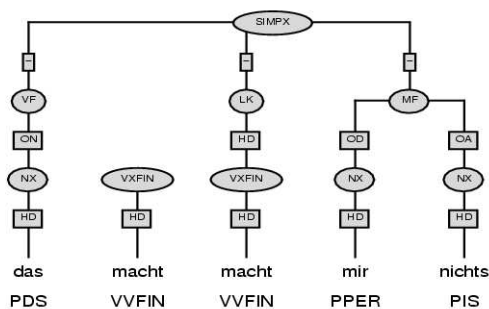 SIMPX
– – –
VF LK MF
ON HD OD OA
NX VXFIN VXFIN NX NX
HD HD HD HD HD
das macht macht mir nichts
PDS VVFIN VVFIN PPER PIS